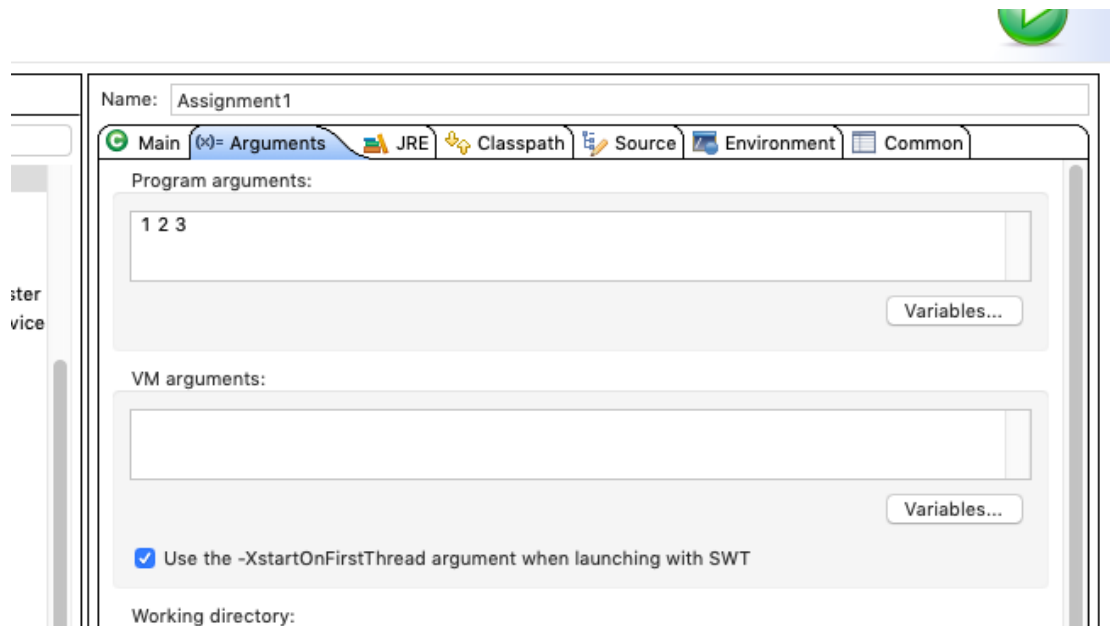 Name: Assignment1
Main (x)= Arguments JRE Classpath Source Environment Common
Program arguments:
1 2 3
ster
Variables...
vice
VM arguments:
Variables...
Use the -XstartOnFirstThread argument when launching with SWT
Working directory: